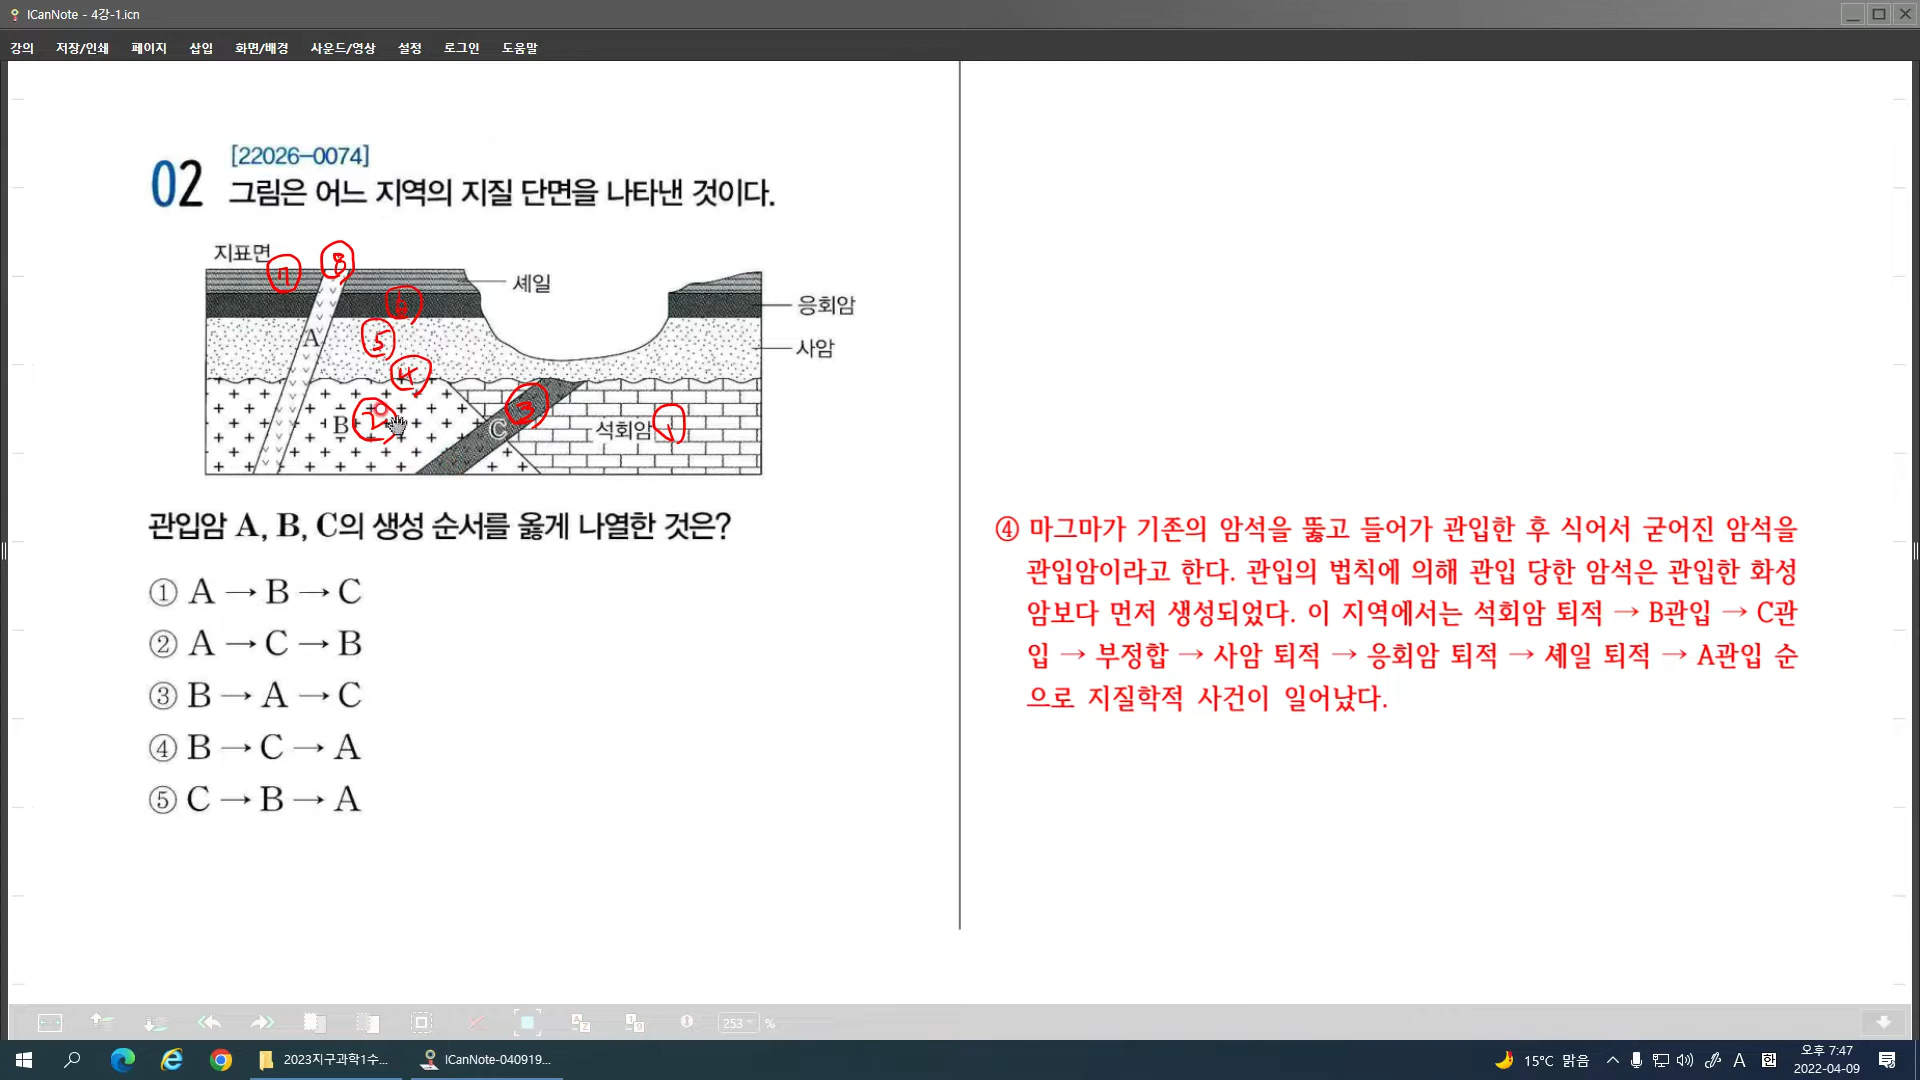 ICanNote - 4강-1.icn
강의 저장/인쇄 페이지 삽입 화면/배경 사운드/영상 설정 로그인 도움말
[22026-0074]
02 그림은 어느 지역의 지질 단면을 나타낸 것이다.
지표면
7 8
셰일
6
응회암
A
5
사암
4
B 2
C 3
석회암 1
관입암 A, B, C의 생성 순서를 옳게 나열한 것은?
① A → B → C
② A → C → B
③ B → A → C
④ B → C → A
⑤ C → B → A
④ 마그마가 기존의 암석을 뚫고 들어가 관입한 후 식어서 굳어진 암석을
관입암이라고 한다. 관입의 법칙에 의해 관입 당한 암석은 관입한 화성
암보다 먼저 생성되었다. 이 지역에서는 석회암 퇴적 → B관입 → C관
입 → 부정합 → 사암 퇴적 → 응회암 퇴적 → 셰일 퇴적 → A관입 순
으로 지질학적 사건이 일어났다.
253 %
2023지구과학1수... ICanNote-040919...
15°C 맑음 A 한 오후 7:47
2022-04-09